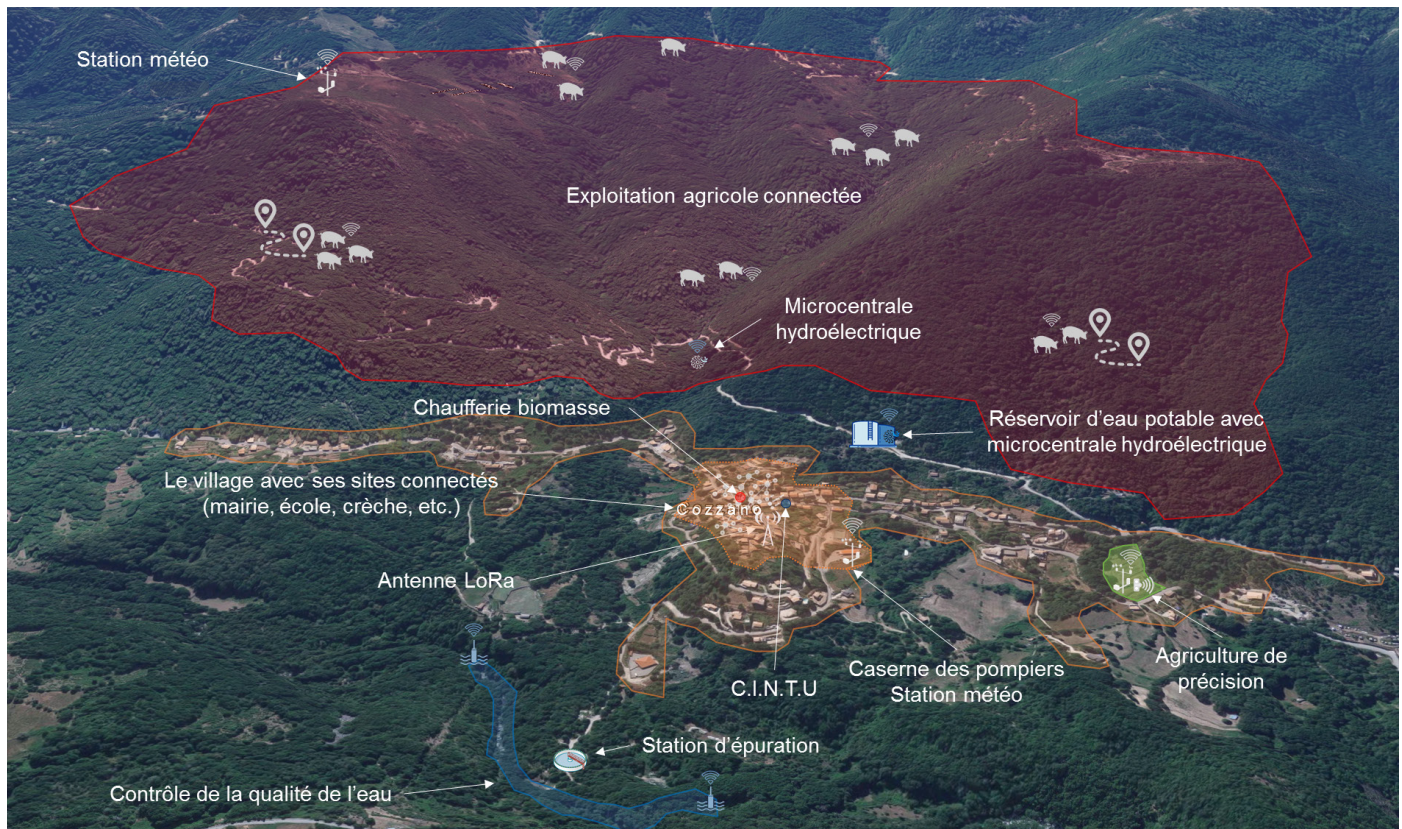 Station météo
Exploitation agricole connectée
Microcentrale
hydroélectrique
Chaufferie biomasse
Réservoir d’eau potable avec
microcentrale hydroélectrique
Le village avec ses sites connectés
(mairie, école, crèche, etc.)
Cozzano
Antenne LoRa
C.I.N.T.U
Caserne des pompiers
Station météo
Agriculture de
précision
Station d’épuration
Contrôle de la qualité de l’eau